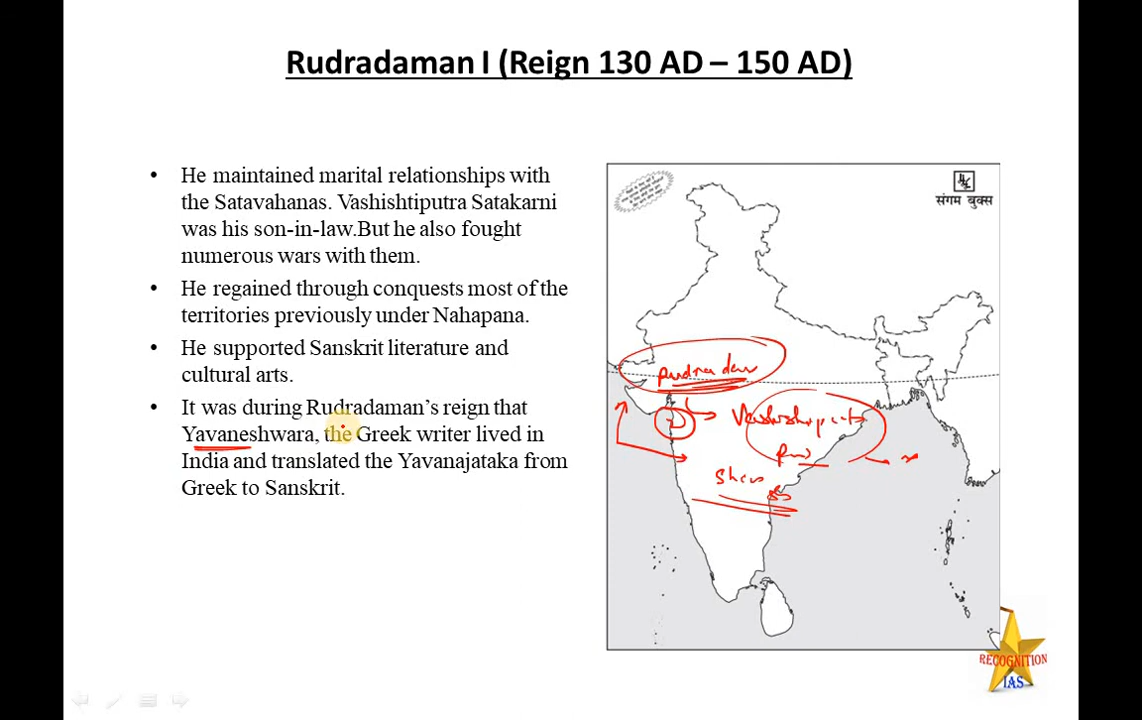 Rudradaman I (Reign 130 AD – 150 AD)
• He maintained marital relationships with
the Satavahanas. Vashishtiputra Satakarni
was his son-in-law.But he also fought
numerous wars with them.
• He regained through conquests most of the
territories previously under Nahapana.
• He supported Sanskrit literature and
cultural arts.
• It was during Rudradaman’s reign that
Yavaneshwara, the Greek writer lived in
India and translated the Yavanajataka from
Greek to Sanskrit.
संगम बुक्स
RECOGNITION
IAS